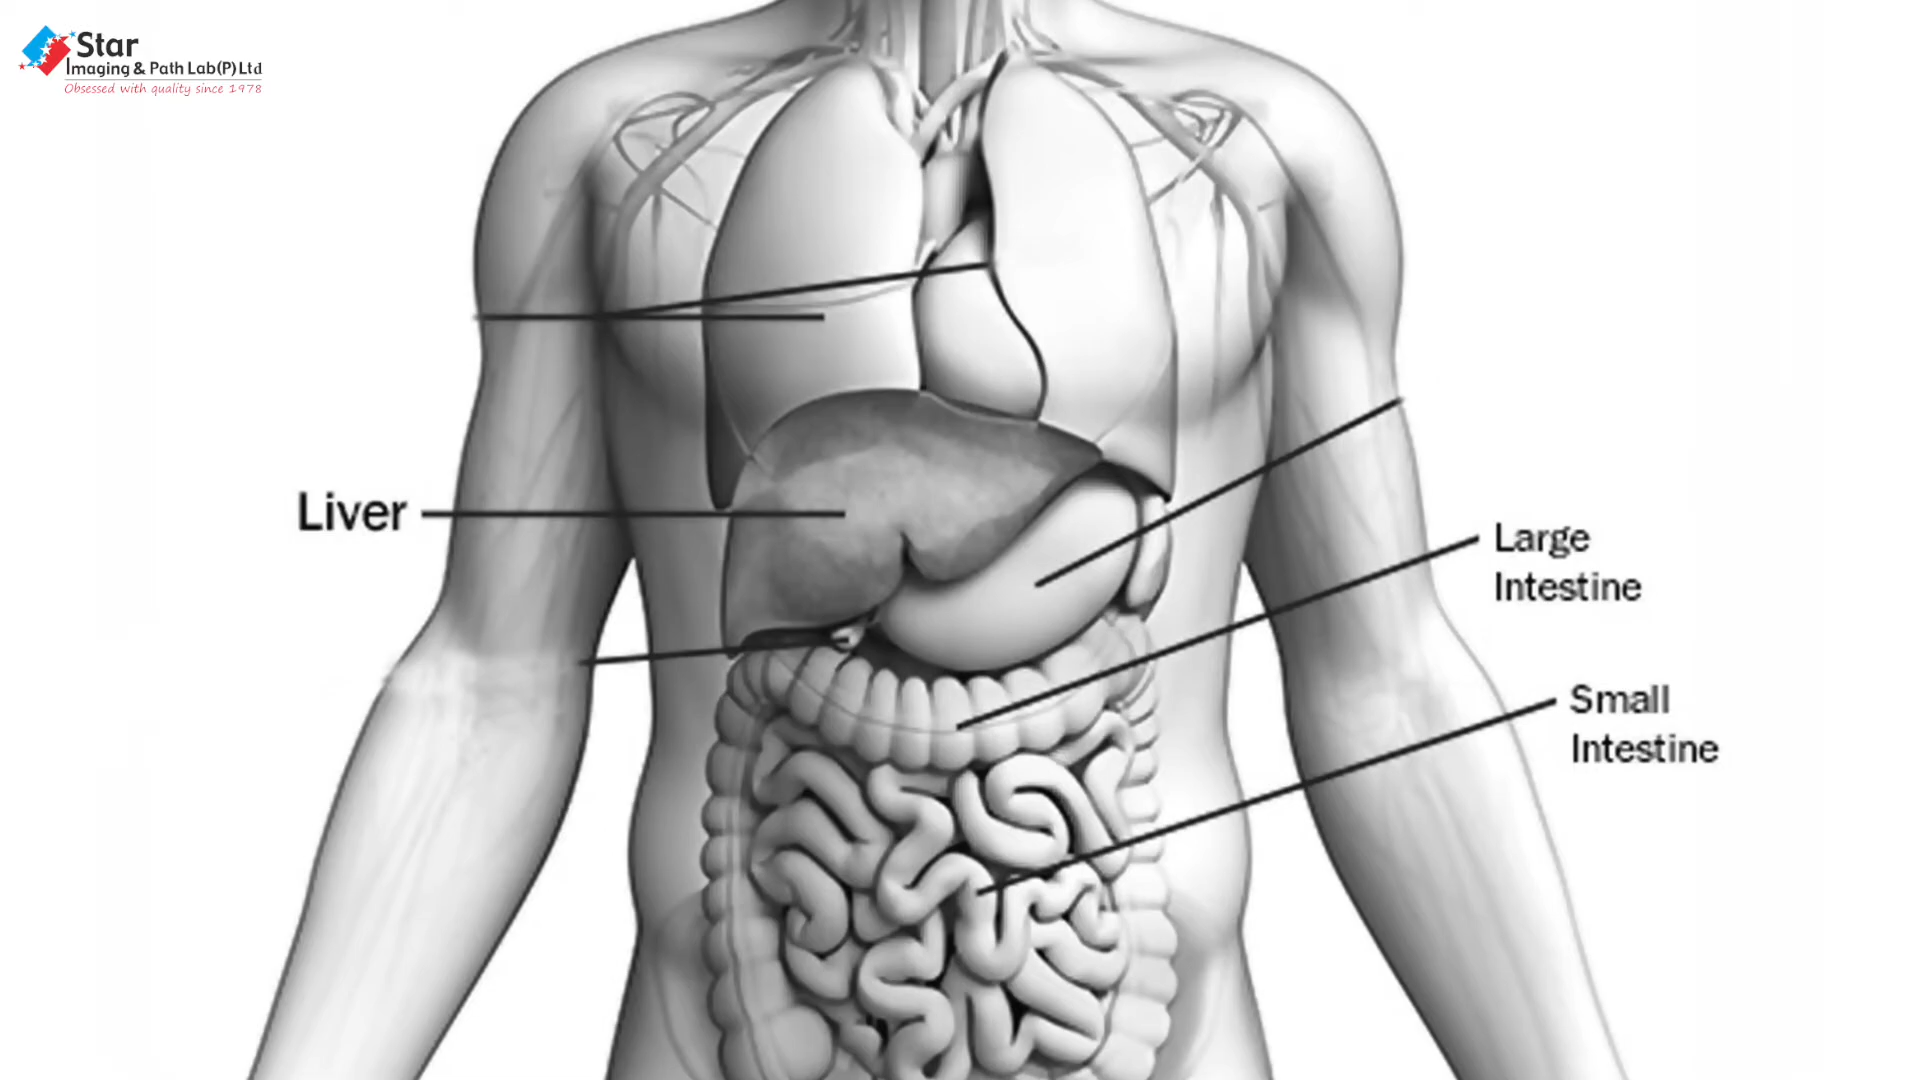 Star
Imaging & Path Lab(P)Ltd
Obsessed with quality since 1978
Liver
Large
Intestine
Small
Intestine